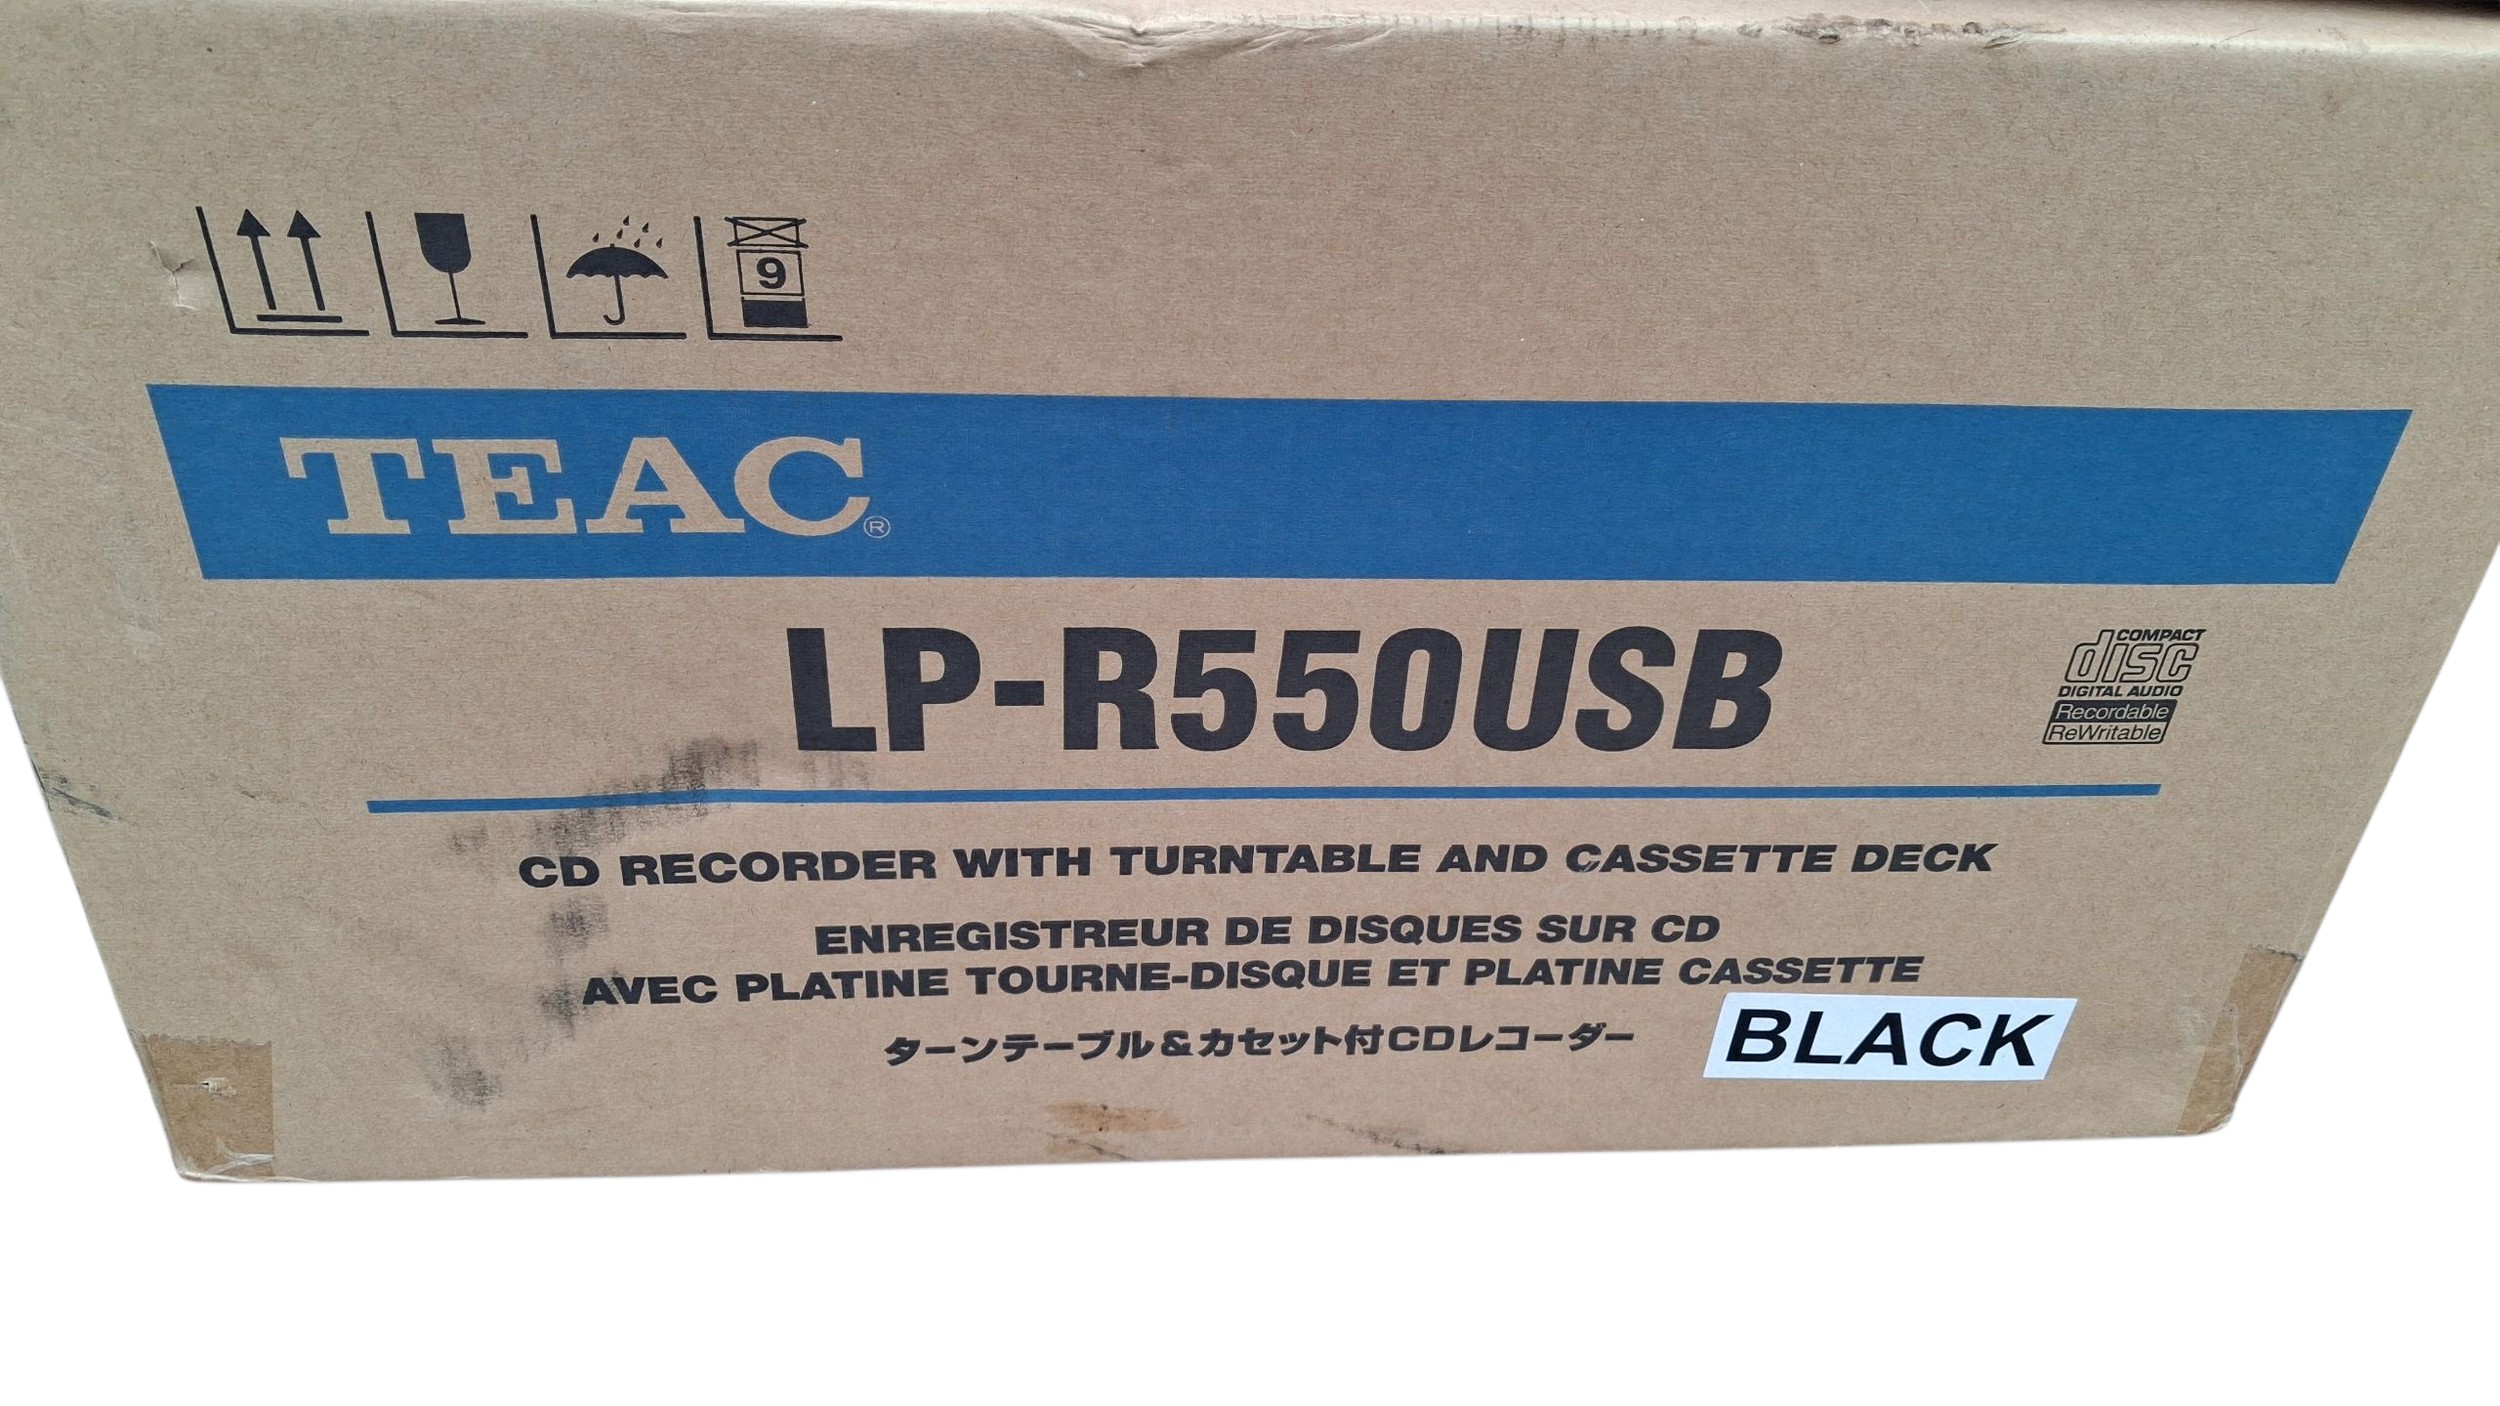 9
TEAC®
LP-R550USB
COMPACT
disc
DIGITAL AUDIO
Recordable
ReWritable
CD RECORDER WITH TURNTABLE AND CASSETTE DECK
ENREGISTREUR DE DISQUES SUR CD
AVEC PLATINE TOURNE-DISQUE ET PLATINE CASSETTE
ターンテーブル&カセット付CDレコーダー
BLACK